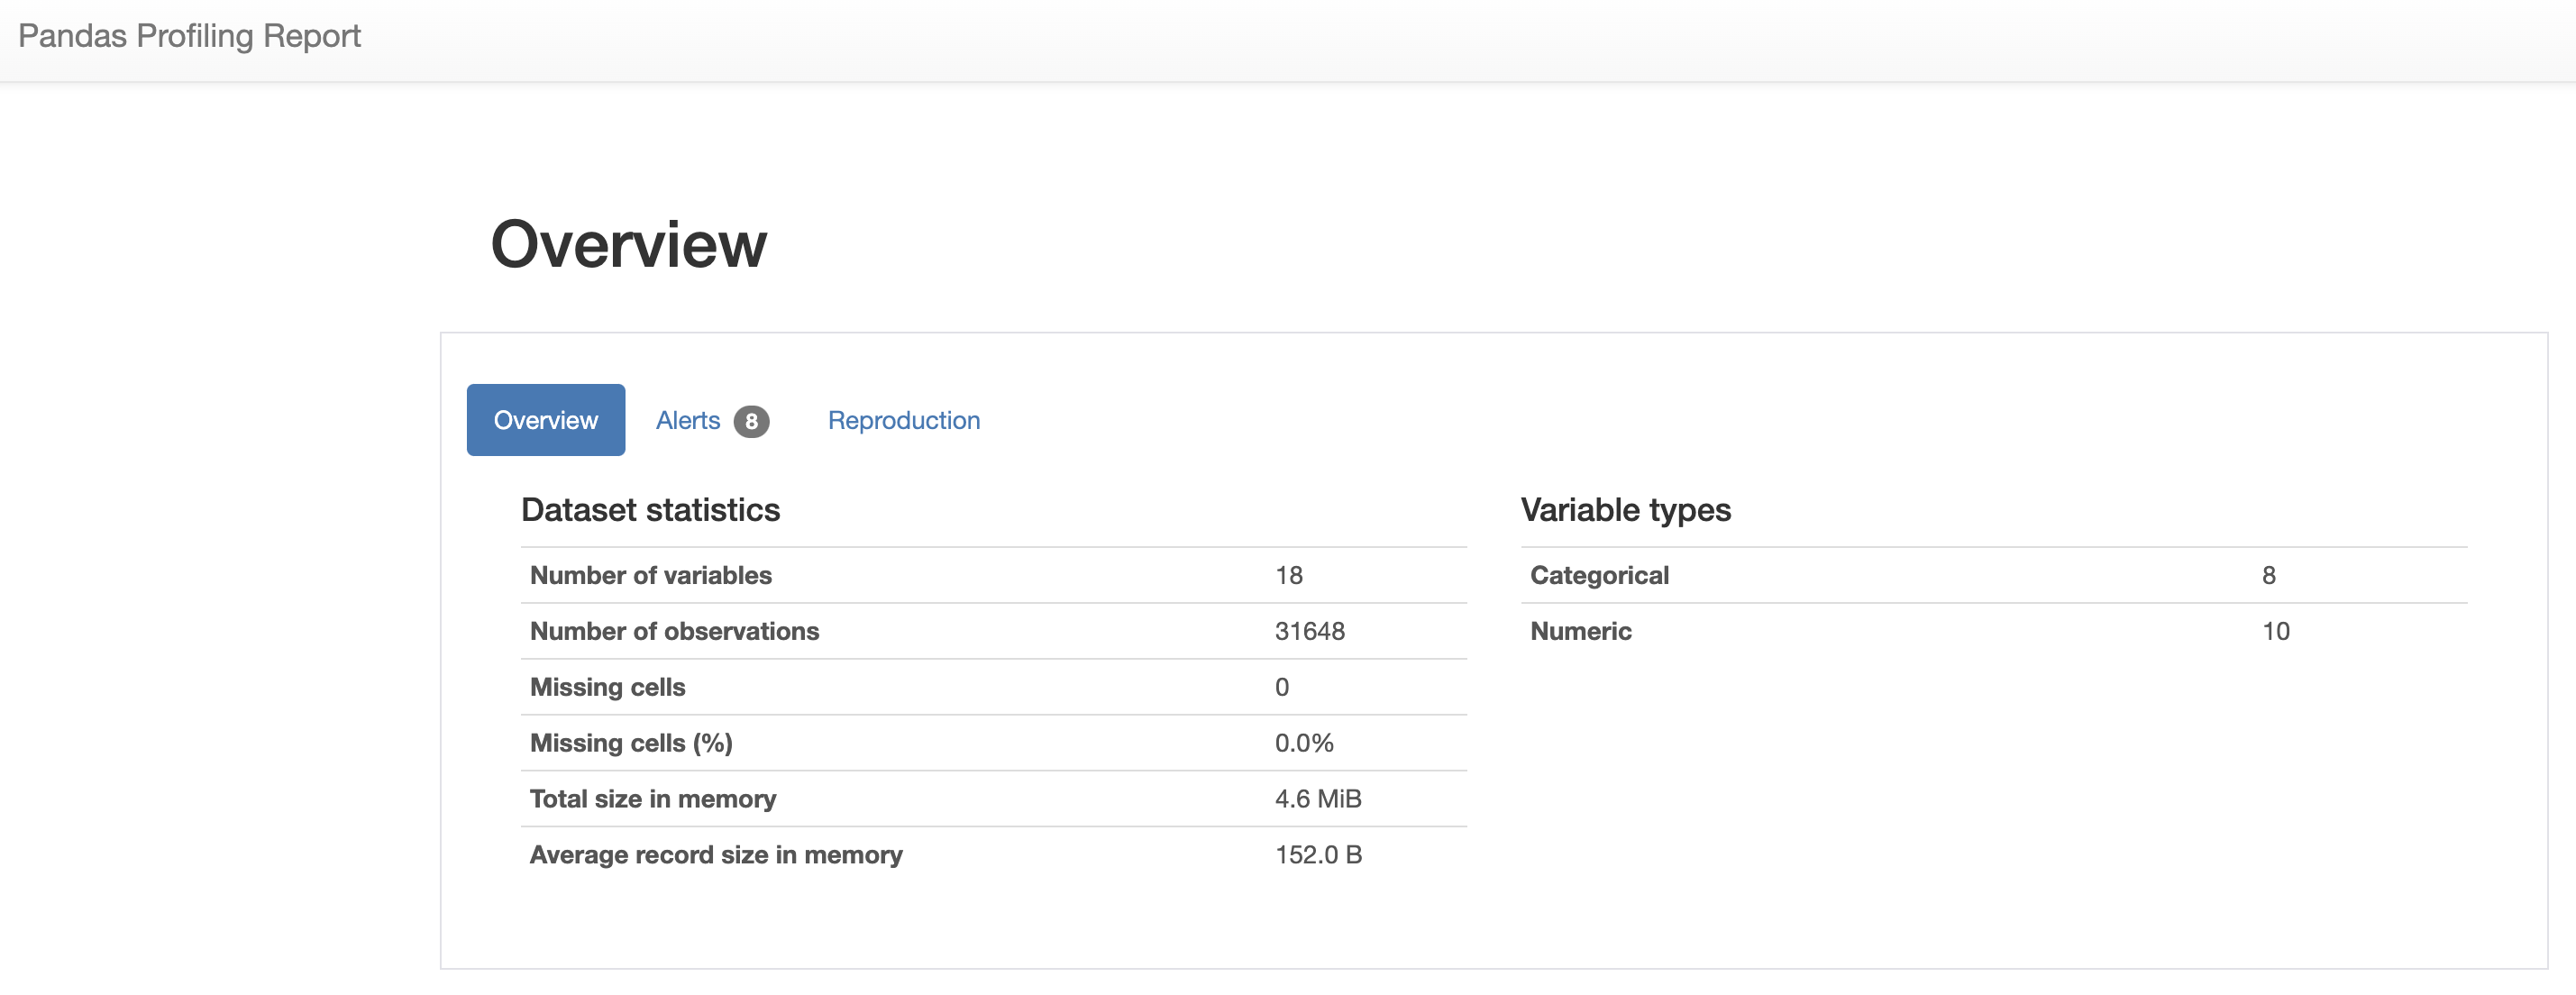 Pandas Profiling Report
Overview
Overview Alerts 8 Reproduction
Dataset statistics
Number of variables 18
Number of observations 31648
Missing cells 0
Missing cells (%) 0.0%
Total size in memory 4.6 MiB
Average record size in memory 152.0 B
Variable types
Categorical 8
Numeric 10